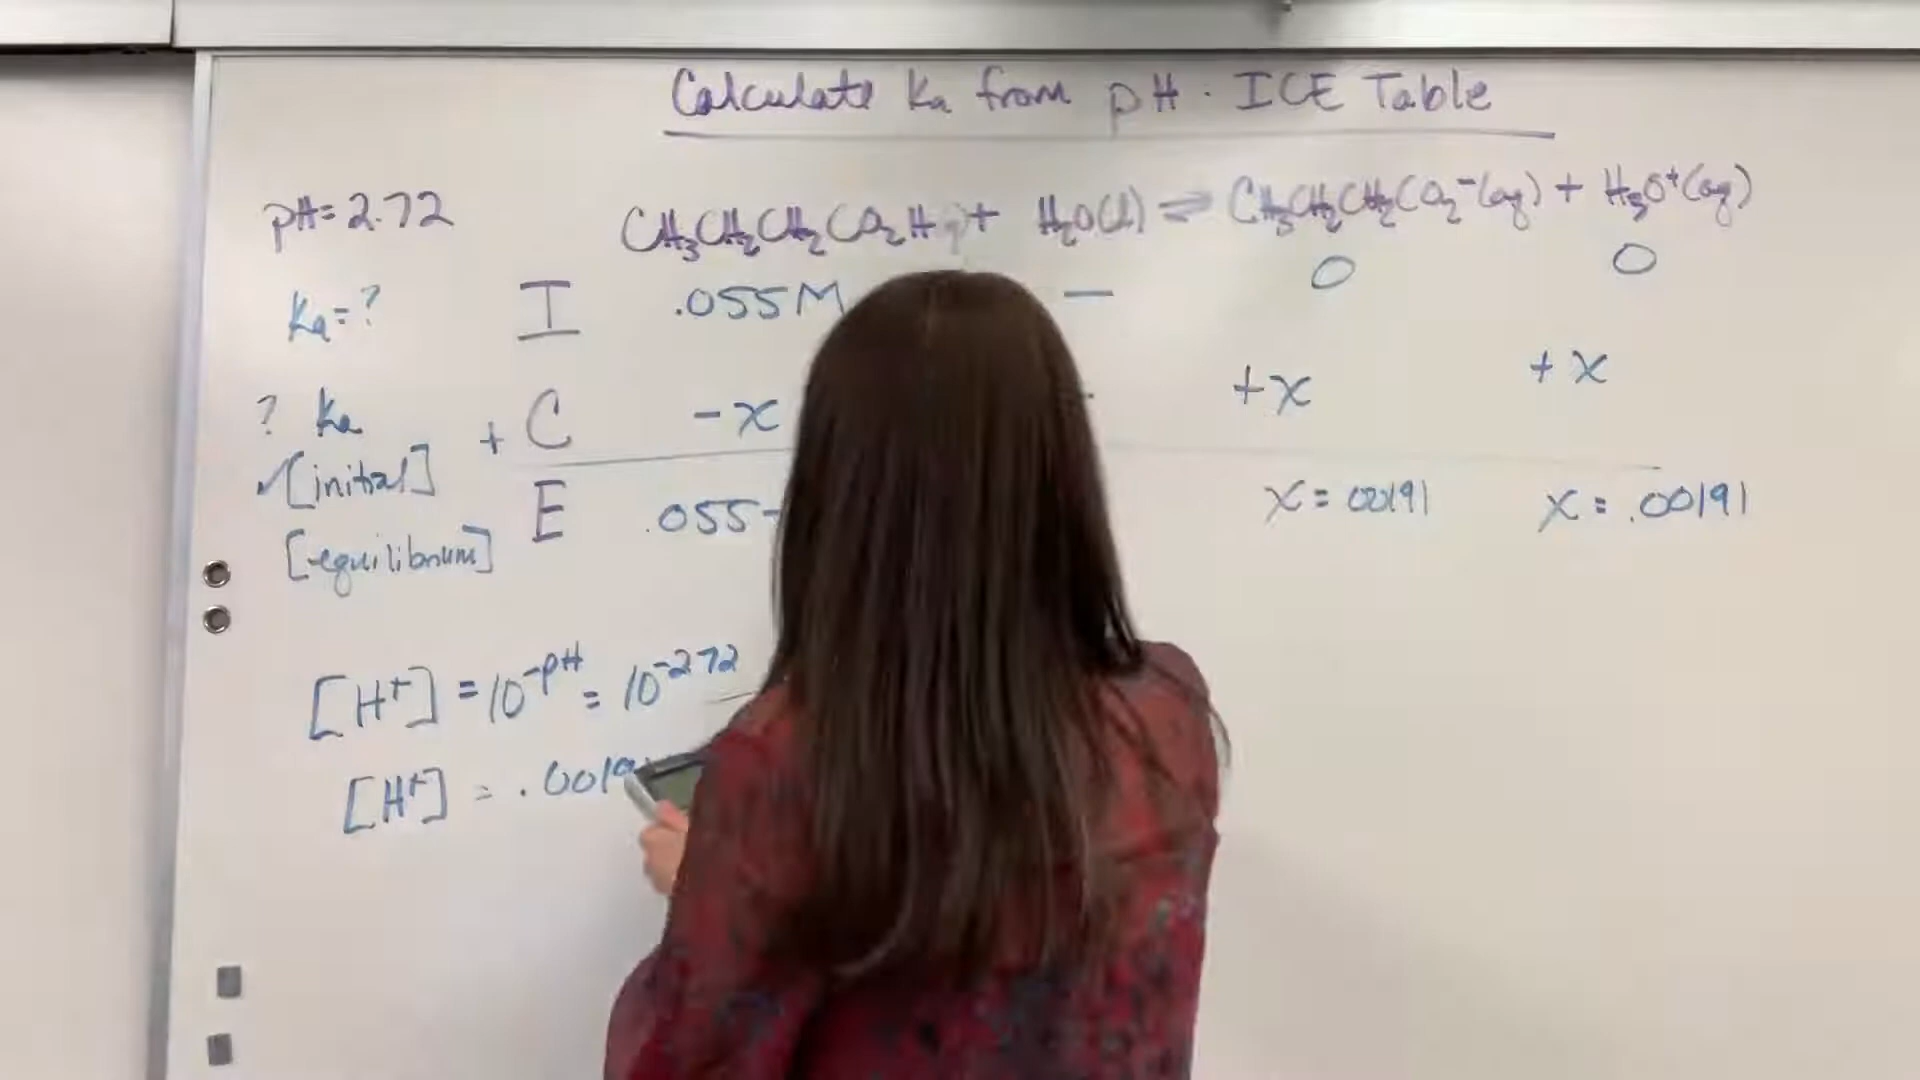 Calculate Ka from pH. ICE Table
pH=2.72 CH₃CH₂CH₂CO₂H + H₂O(l) ⇌ CH₃CH₂CH₂CO₂⁻(aq) + H₃O⁺(aq)
Ka=? I .055M — 0 0
? Ka + C -x +x +x
✓[initial]
E .055- x = 00191 x = .00191
[equilibrium]
[H⁺] = 10⁻ᵖᴴ = 10⁻²·⁷²
[H⁺] = .0019